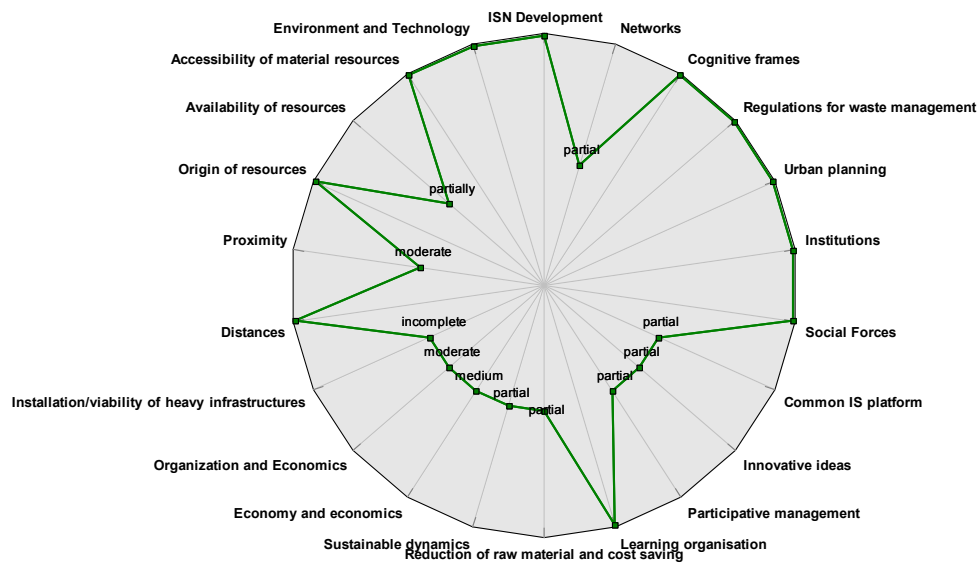 ISN Development
Environment and Technology
Networks
Accessibility of material resources
Cognitive frames
Availability of resources
Regulations for waste management
partial
Origin of resources
Urban planning
partially
Proximity
Institutions
moderate
Distances
Social Forces
incomplete
partial
moderate
partial
medium
partial
Installation/viability of heavy infrastructures
Common IS platform
partial
partial
Organization and Economics
Innovative ideas
Economy and economics
Participative management
Sustainable dynamics
Learning organisation
Reduction of raw material and cost saving